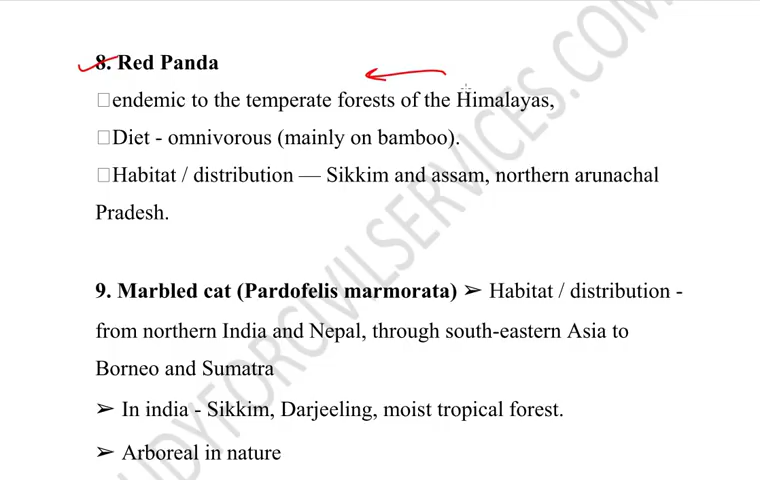 8. Red Panda
□endemic to the temperate forests of the Himalayas,
□Diet - omnivorous (mainly on bamboo).
□Habitat / distribution — Sikkim and assam, northern arunachal
Pradesh.
9. Marbled cat (Pardofelis marmorata) ➢ Habitat / distribution -
from northern India and Nepal, through south-eastern Asia to
Borneo and Sumatra
➢ In india - Sikkim, Darjeeling, moist tropical forest.
➢ Arboreal in nature
UDYFORCIVILSERVICES.COM